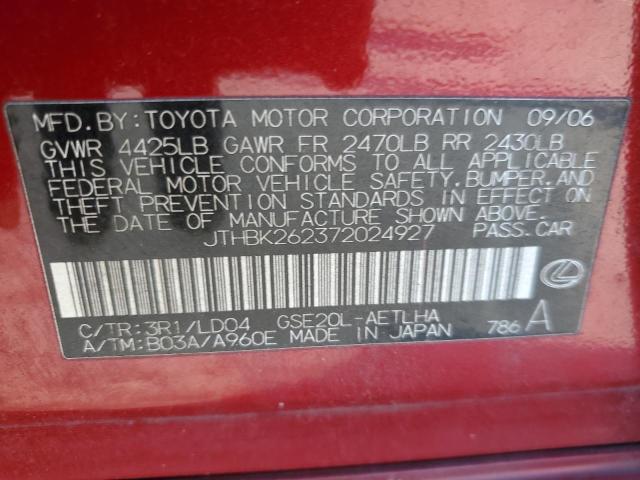 MFD. BY: TOYOTA MOTOR CORPORATION 09/06
GVWR 4425LB GAWR FR 2470LB RR 2430LB
THIS VEHICLE CONFORMS TO ALL APPLICABLE
FEDERAL MOTOR VEHICLE SAFETY, BUMPER, AND
THEFT PREVENTION STANDARDS IN EFFECT ON
THE DATE OF MANUFACTURE SHOWN ABOVE.
JTHBK262372024927 PASS. CAR
C/TR: 3R1/LD04 GSE20L-AETLHA
A/TM: B03A/A960E MADE IN JAPAN 786 A